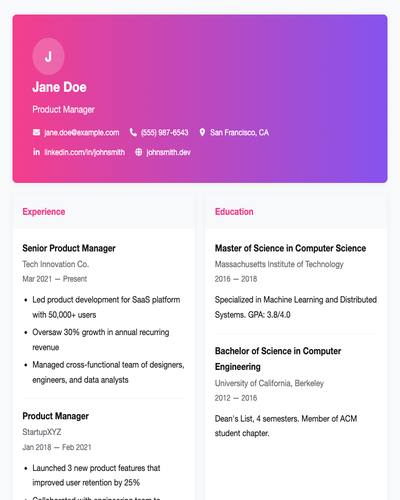 J
Jane Doe
Product Manager
jane.doe@example.com (555) 987-6543 San Francisco, CA
linkedin.com/in/johnsmith johnsmith.dev
Experience
Senior Product Manager
Tech Innovation Co.
Mar 2021 — Present
• Led product development for SaaS platform
with 50,000+ users
• Oversaw 30% growth in annual recurring
revenue
• Managed cross-functional team of designers,
engineers, and data analysts
Product Manager
StartupXYZ
Jan 2018 — Feb 2021
• Launched 3 new product features that
improved user retention by 25%
• Collaborated with engineering team to
Education
Master of Science in Computer Science
Massachusetts Institute of Technology
2016 — 2018
Specialized in Machine Learning and Distributed
Systems. GPA: 3.8/4.0
Bachelor of Science in Computer
Engineering
University of California, Berkeley
2012 — 2016
Dean's List, 4 semesters. Member of ACM
student chapter.